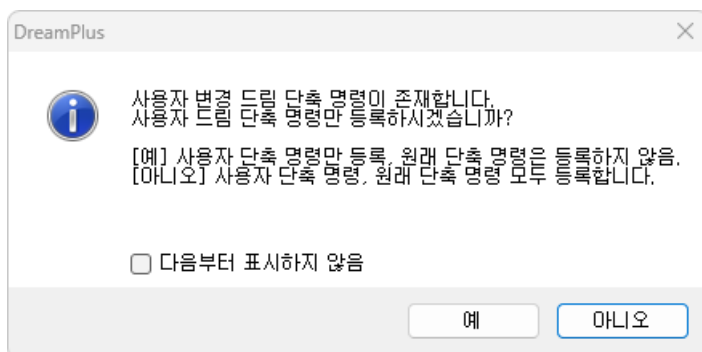 DreamPlus
사용자 변경 드림 단축 명령이 존재합니다.
사용자 드림 단축 명령만 등록하시겠습니까?
[예] 사용자 단축 명령만 등록, 원래 단축 명령은 등록하지 않음.
[아니오] 사용자 단축 명령, 원래 단축 명령 모두 등록합니다.
다음부터 표시하지 않음
예
아니오